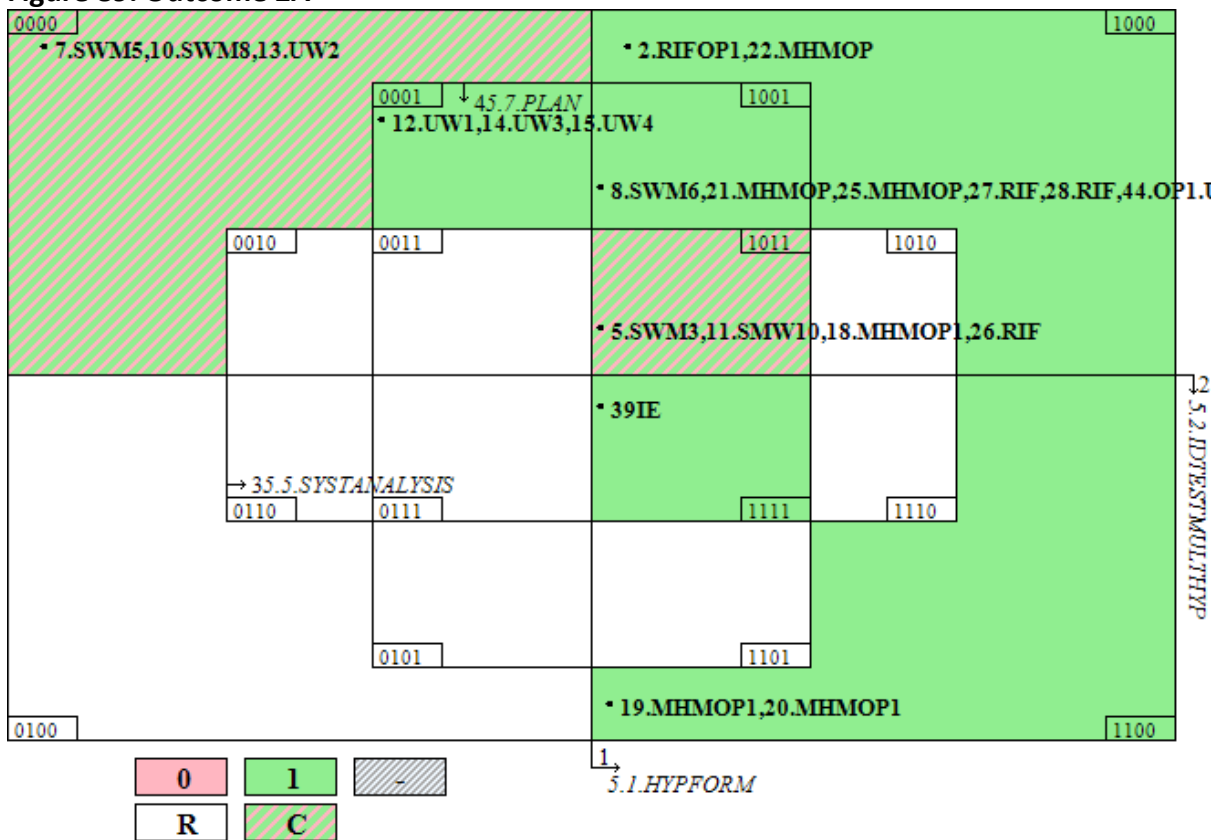 0000
1000
7.SWM5,10.SWM8,13.UW2
2.RIFOP1,22.MHMOP
0001
45.7.PLAN
1001
12.UW1,14.UW3,15.UW4
8.SWM6,21.MHMOP,25.MHMOP,27.RIF,28.RIF,44.OP1.U
0010
0011
1011
1010
5.SWM3,11.SMW10,18.MHMOP1,26.RIF
2
5.2.IDTESTMULTHYP
39IE
35.5.SYSTANALYSIS
0110
0111
1111
1110
0101
1101
19.MHMOP1,20.MHMOP1
0100
1100
1
5.1.HYPFORM
0
1
-
R
C